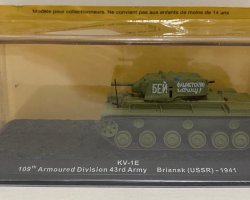 Modèle pour collectionneurs. Ne convient pas aux enfants de moins de 14 ans
БЕЙ
KV-1E
109th Armoured Division 43rd Army Briansk (USSR) - 1941